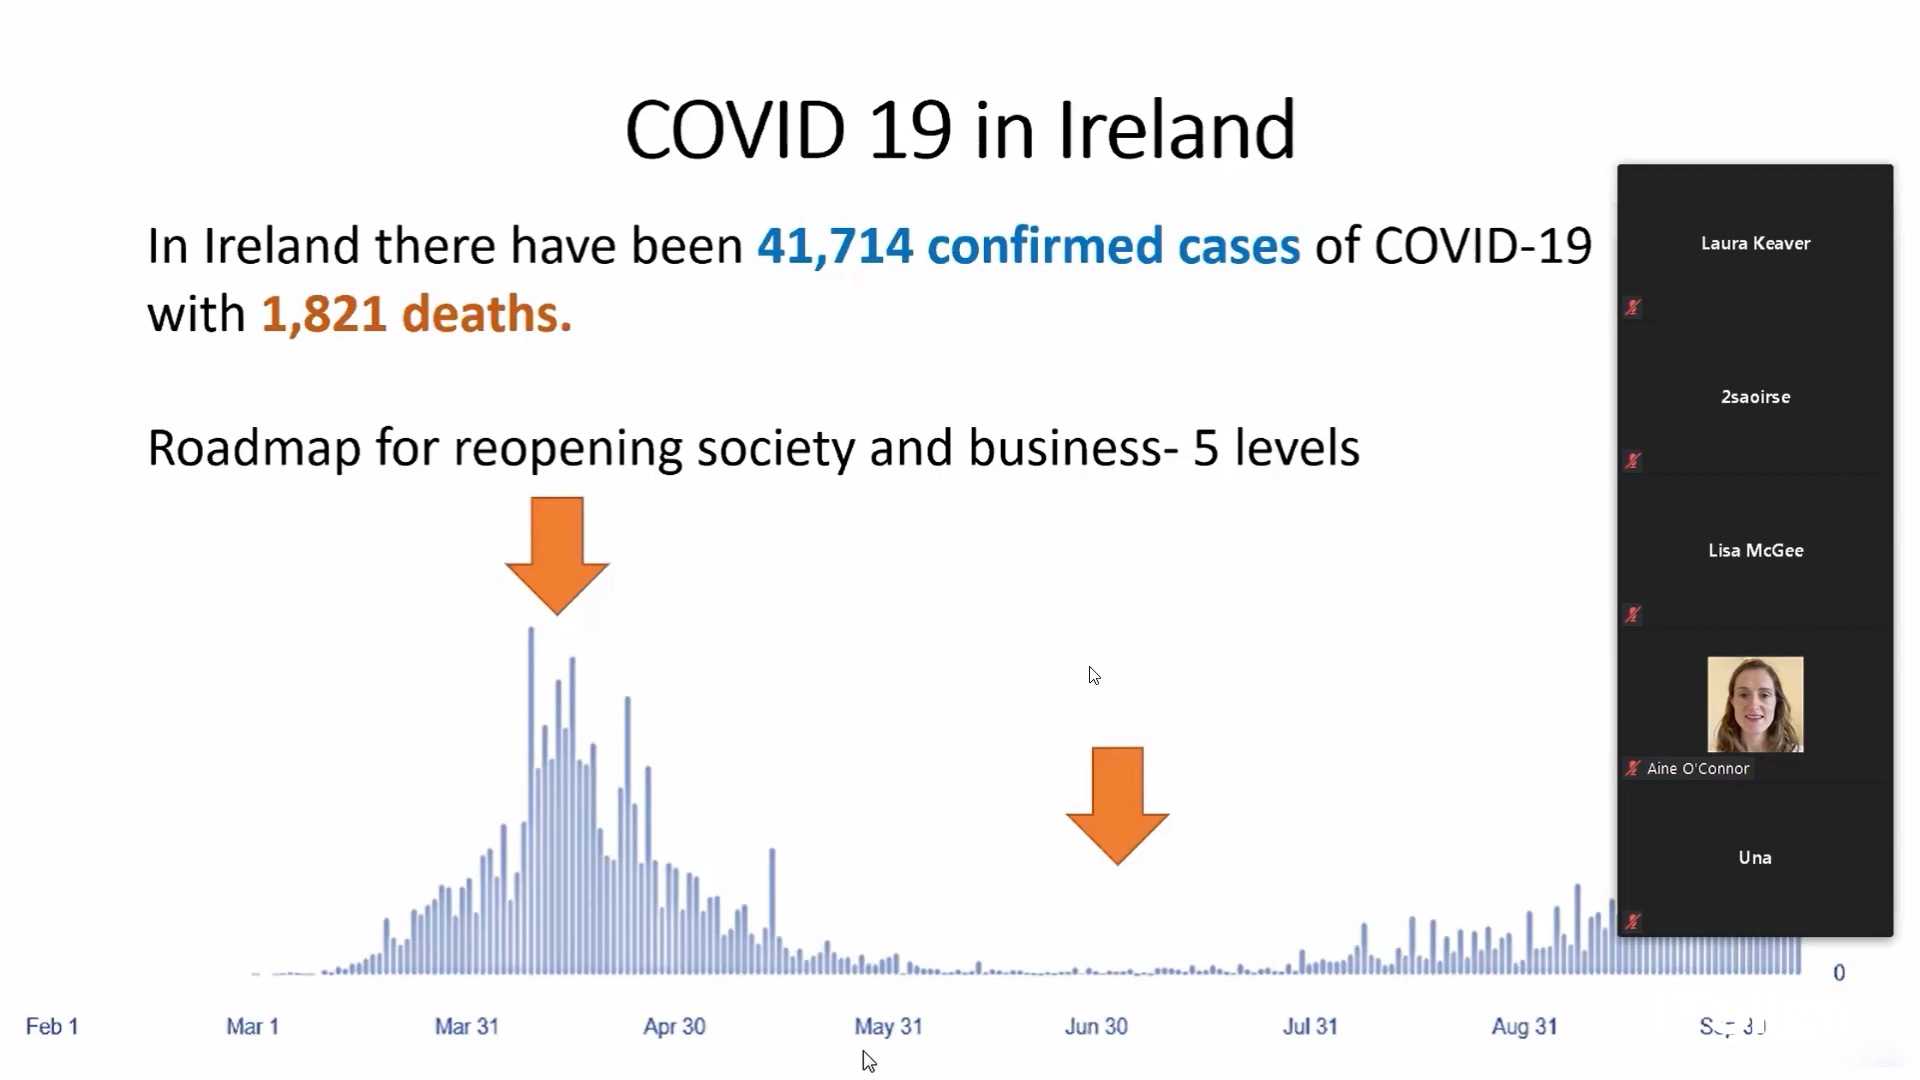 COVID 19 in Ireland
In Ireland there have been 41,714 confirmed cases of COVID-19
with 1,821 deaths.
Roadmap for reopening society and business- 5 levels
Laura Keaver
2saoirse
Lisa McGee
Aine O'Connor
Una
0
Feb 1
Mar 1
Mar 31
Apr 30
May 31
Jun 30
Jul 31
Aug 31